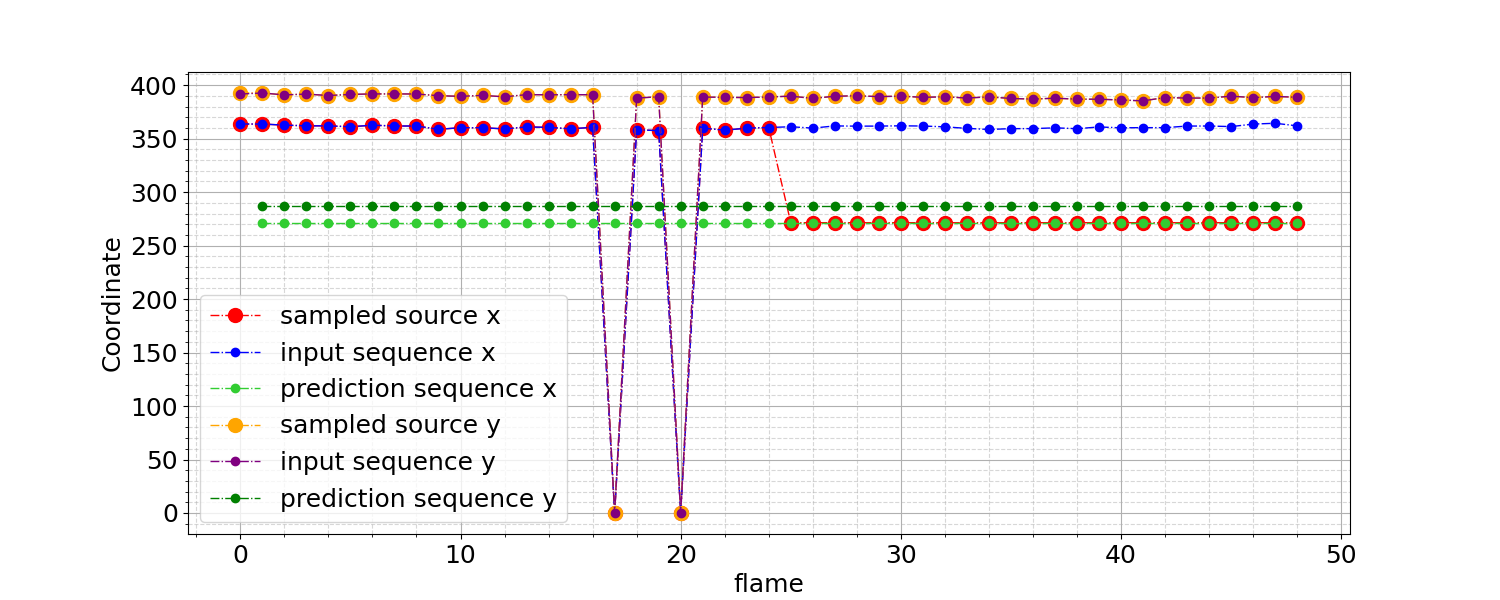 400
350
300
250
200
150
100
50
0
Coordinate
sampled source x
input sequence x
prediction sequence x
sampled source y
input sequence y
prediction sequence y
0 10 20 30 40 50
flame